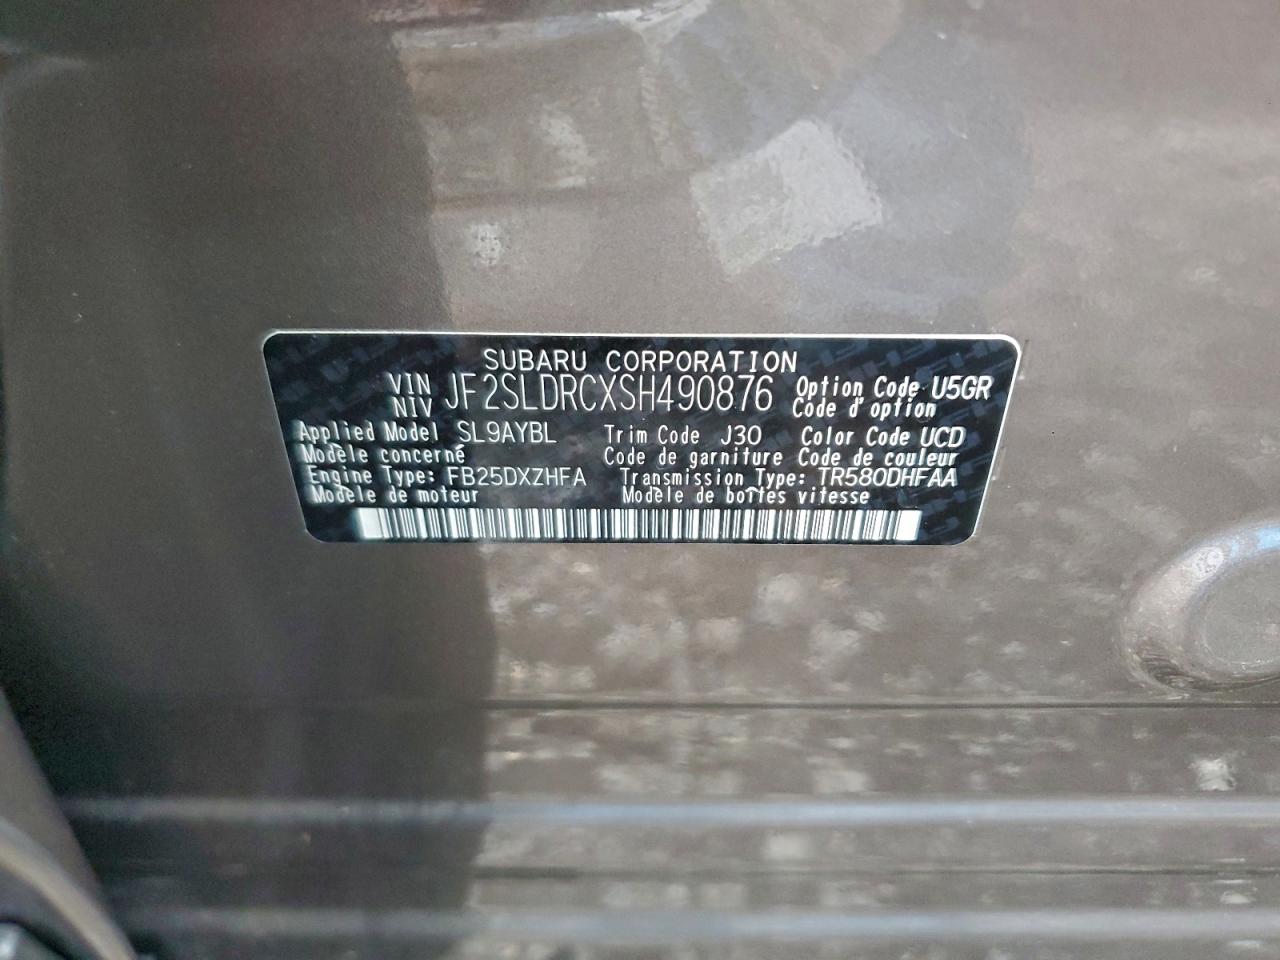 SUBARU CORPORATION
VIN JF2SLDRCXSH490876 Option Code U5GR
NIV Code d'option
Applied Model SL9AYBL Trim Code J30 Color Code UCD
Modèle concerné Code de garniture Code de couleur
Engine Type: FB25DXZHFA Transmission Type: TR580DHFAA
Modèle de moteur Modèle de boîtes vitesse